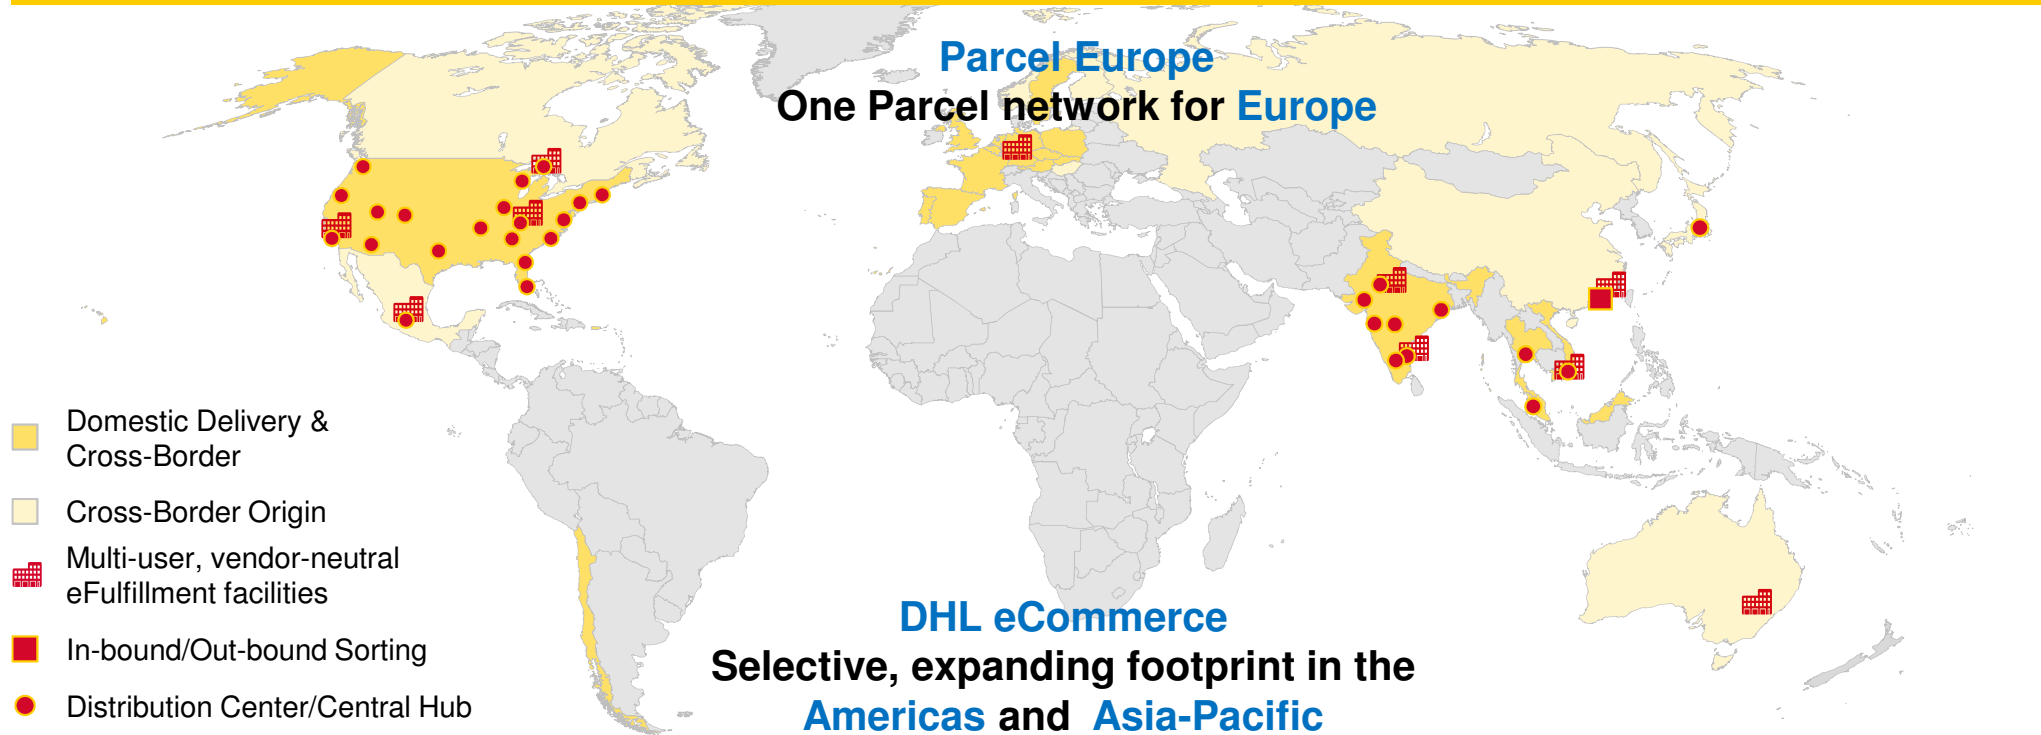 Parcel Europe
One Parcel network for Europe
Domestic Delivery &
Cross-Border
Cross-Border Origin
Multi-user, vendor-neutral
eFulfillment facilities
In-bound/Out-bound Sorting
Distribution Center/Central Hub
DHL eCommerce
Selective, expanding footprint in the
Americas and Asia-Pacific